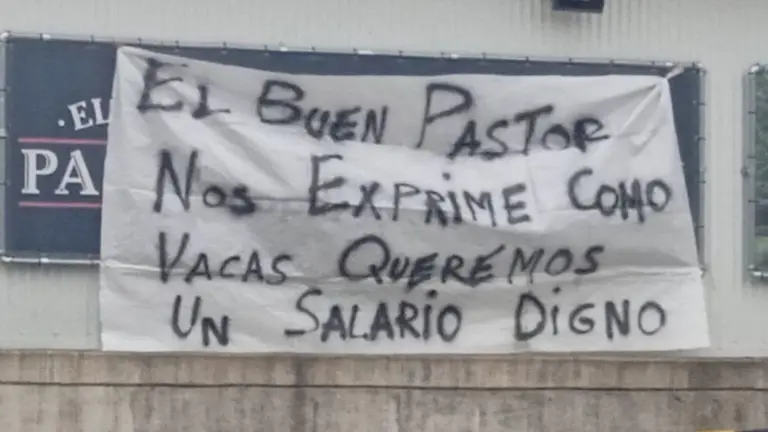 ·EL
PA
EL BUEN PASTOR
NOS EXPRIME COMO
VACAS QUEREMOS
UN SALARIO DIGNO